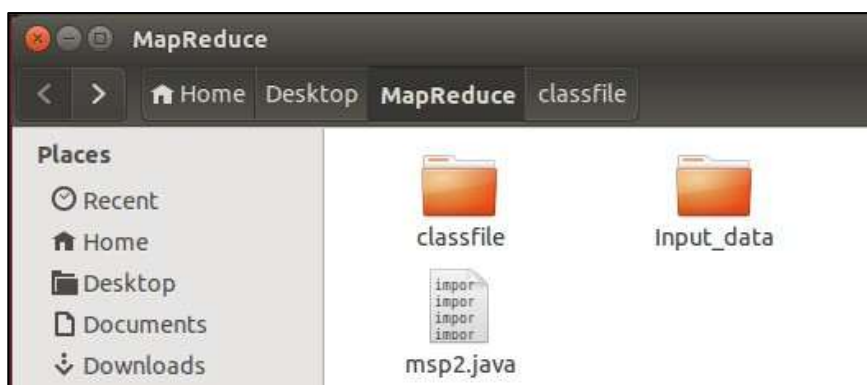 MapReduce
Home Desktop MapReduce classfile
Places
Recent
Home
Desktop
Documents
Downloads
classfile Input_data
impor
impor
impor
impor
msp2.java